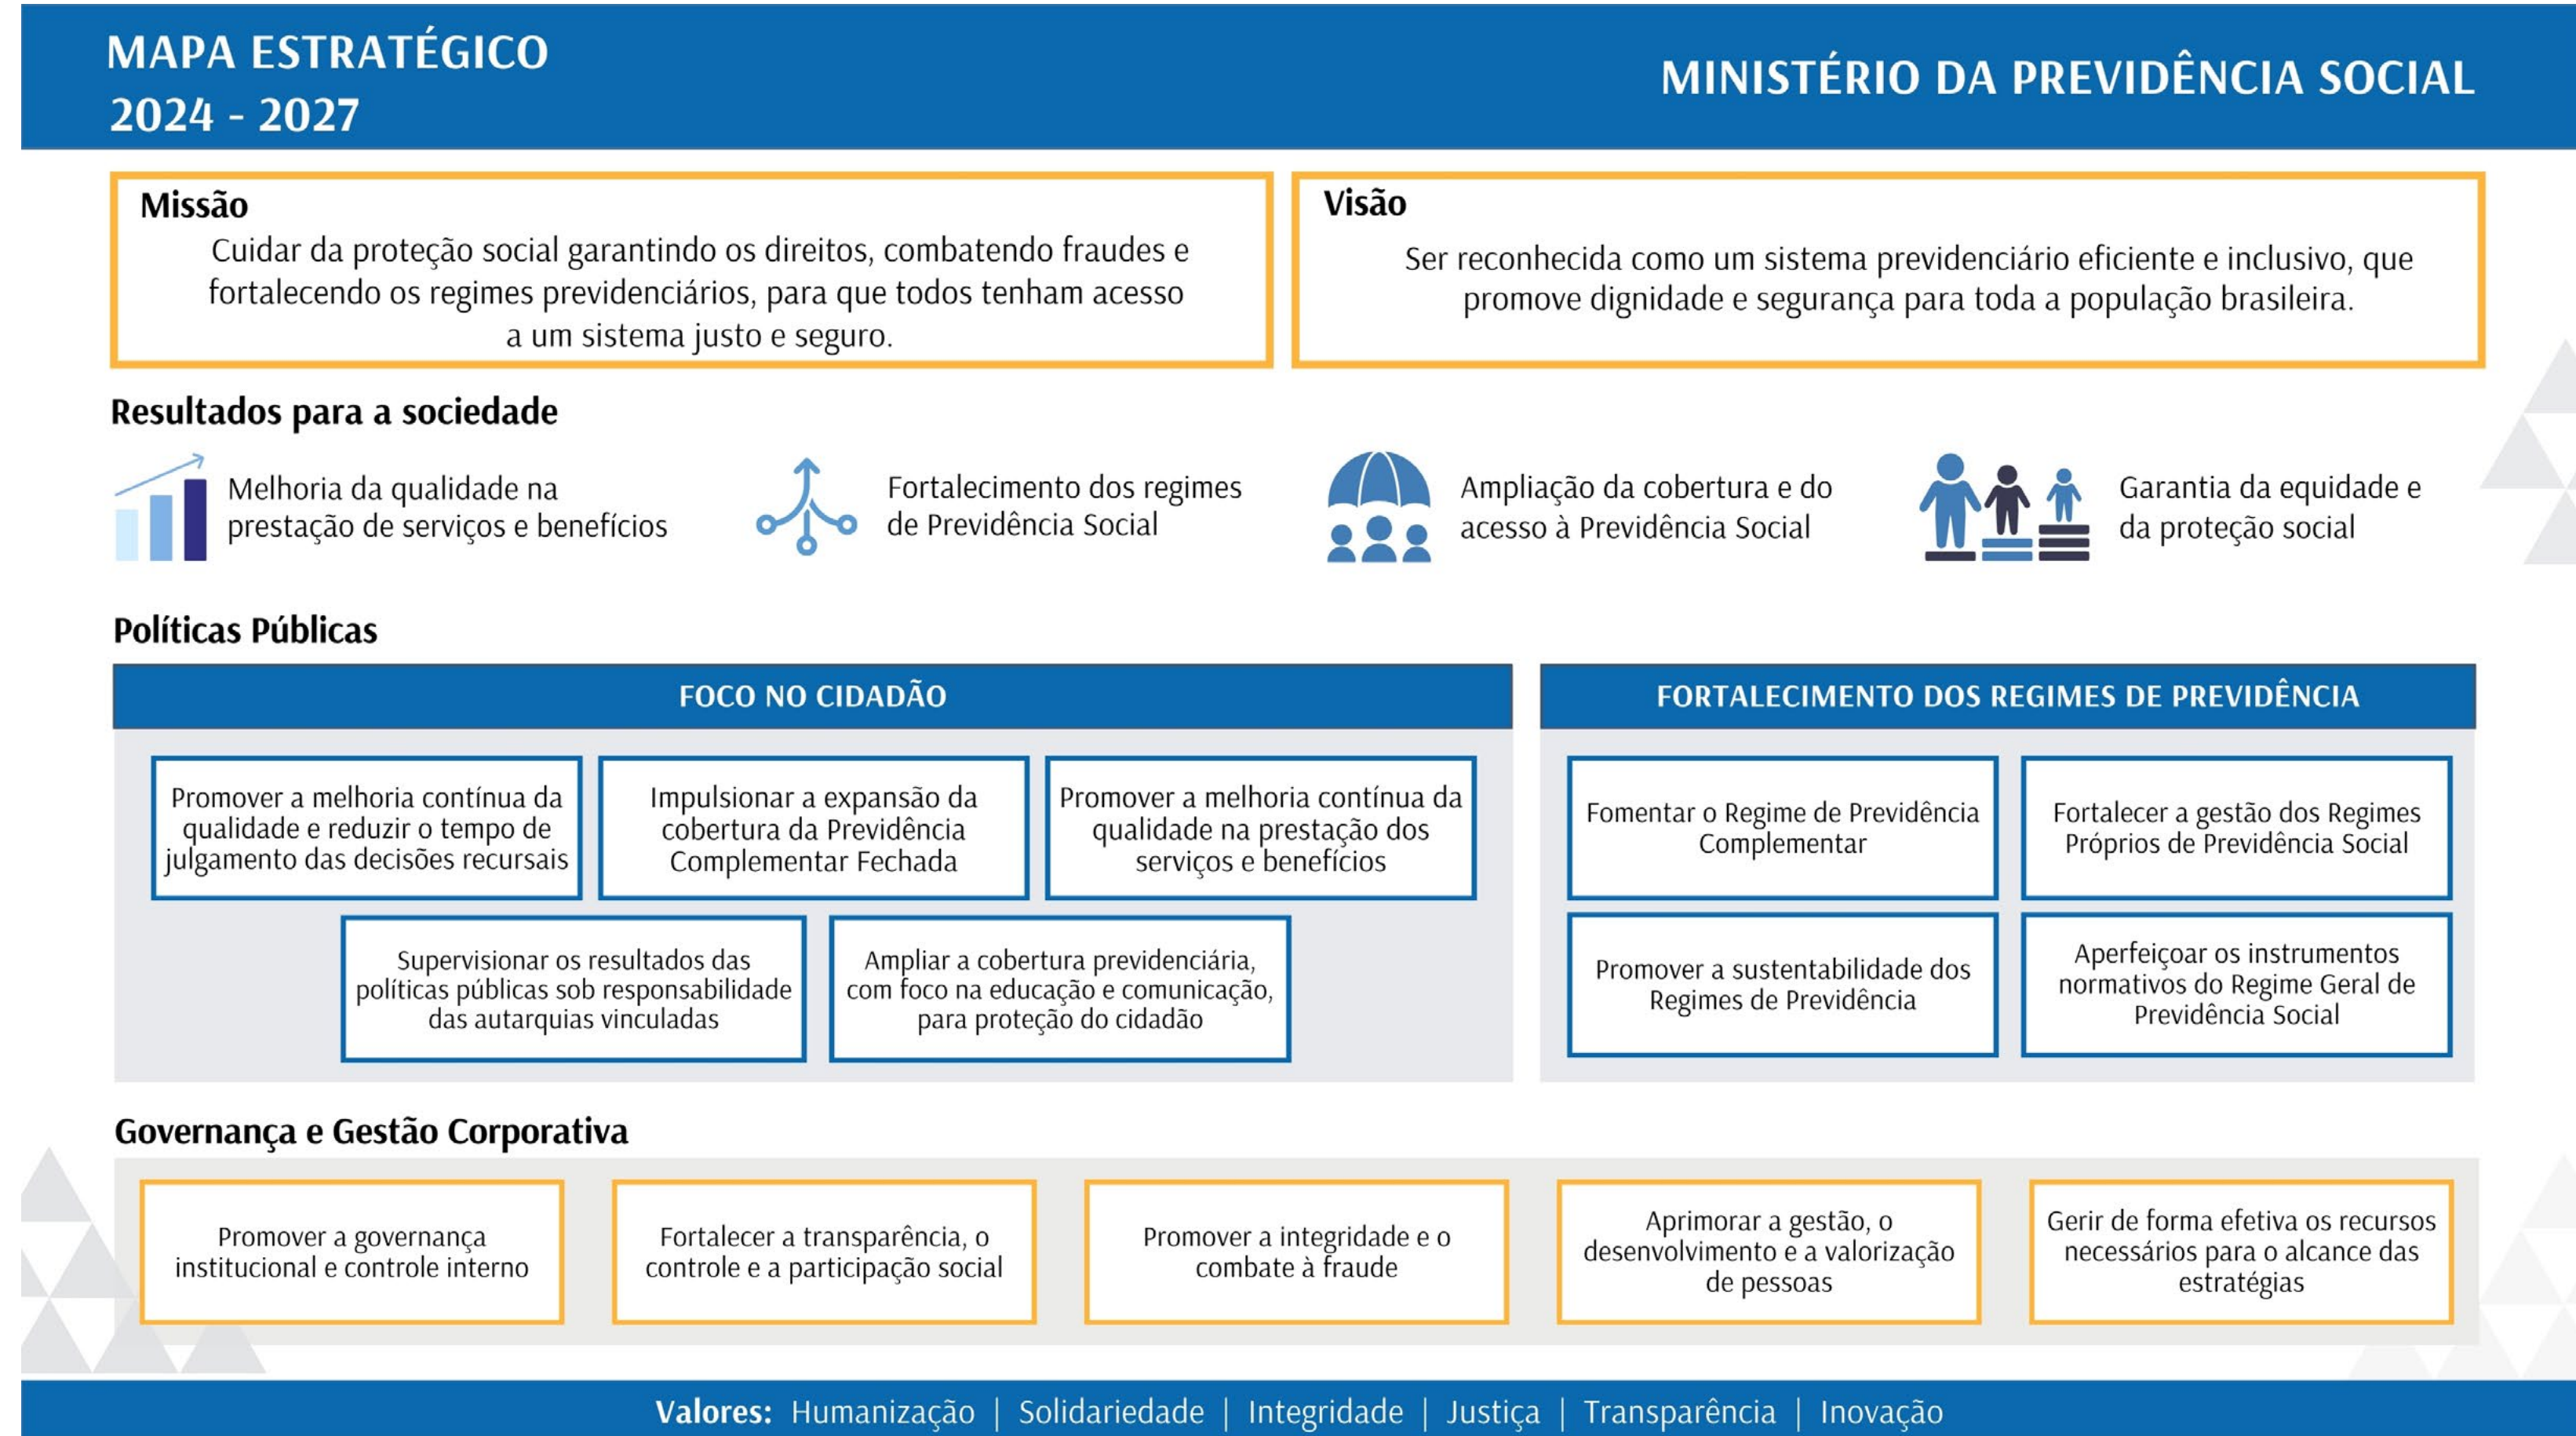 MAPA ESTRATÉGICO
2024 - 2027
MINISTÉRIO DA PREVIDÊNCIA SOCIAL
Missão
Cuidar da proteção social garantindo os direitos, combatendo fraudes e
fortalecendo os regimes previdenciários, para que todos tenham acesso
a um sistema justo e seguro.
Visão
Ser reconhecida como um sistema previdenciário eficiente e inclusivo, que
promove dignidade e segurança para toda a população brasileira.
Resultados para a sociedade
Melhoria da qualidade na
prestação de serviços e benefícios
Fortalecimento dos regimes
de Previdência Social
Ampliação da cobertura e do
acesso à Previdência Social
Garantia da equidade e
da proteção social
Políticas Públicas
FOCO NO CIDADÃO
Promover a melhoria contínua da
qualidade e reduzir o tempo de
julgamento das decisões recursais
Impulsionar a expansão da
cobertura da Previdência
Complementar Fechada
Promover a melhoria contínua da
qualidade na prestação dos
serviços e benefícios
Supervisionar os resultados das
políticas públicas sob responsabilidade
das autarquias vinculadas
Ampliar a cobertura previdenciária,
com foco na educação e comunicação,
para proteção do cidadão
FORTALECIMENTO DOS REGIMES DE PREVIDÊNCIA
Fomentar o Regime de Previdência
Complementar
Fortalecer a gestão dos Regimes
Próprios de Previdência Social
Promover a sustentabilidade dos
Regimes de Previdência
Aperfeiçoar os instrumentos
normativos do Regime Geral de
Previdência Social
Governança e Gestão Corporativa
Promover a governança
institucional e controle interno
Fortalecer a transparência, o
controle e a participação social
Promover a integridade e o
combate à fraude
Aprimorar a gestão, o
desenvolvimento e a valorização
de pessoas
Gerir de forma efetiva os recursos
necessários para o alcance das
estratégias
Valores: Humanização | Solidariedade | Integridade | Justiça | Transparência | Inovação